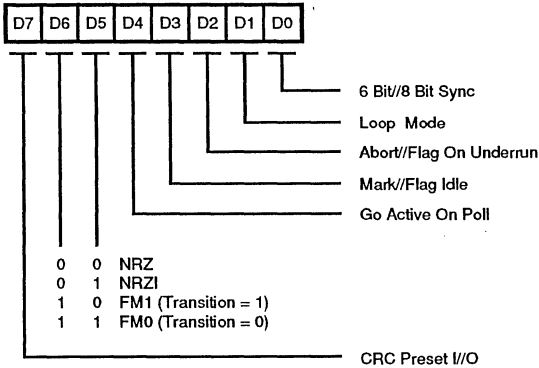 D7 D6 D5 D4 D3 D2 D1 D0
6 Bit//8 Bit Sync
Loop Mode
Abort//Flag On Underrun
Mark//Flag Idle
Go Active On Poll
0 0 NRZ
0 1 NRZI
1 0 FM1 (Transition = 1)
1 1 FM0 (Transition = 0)
CRC Preset I//O